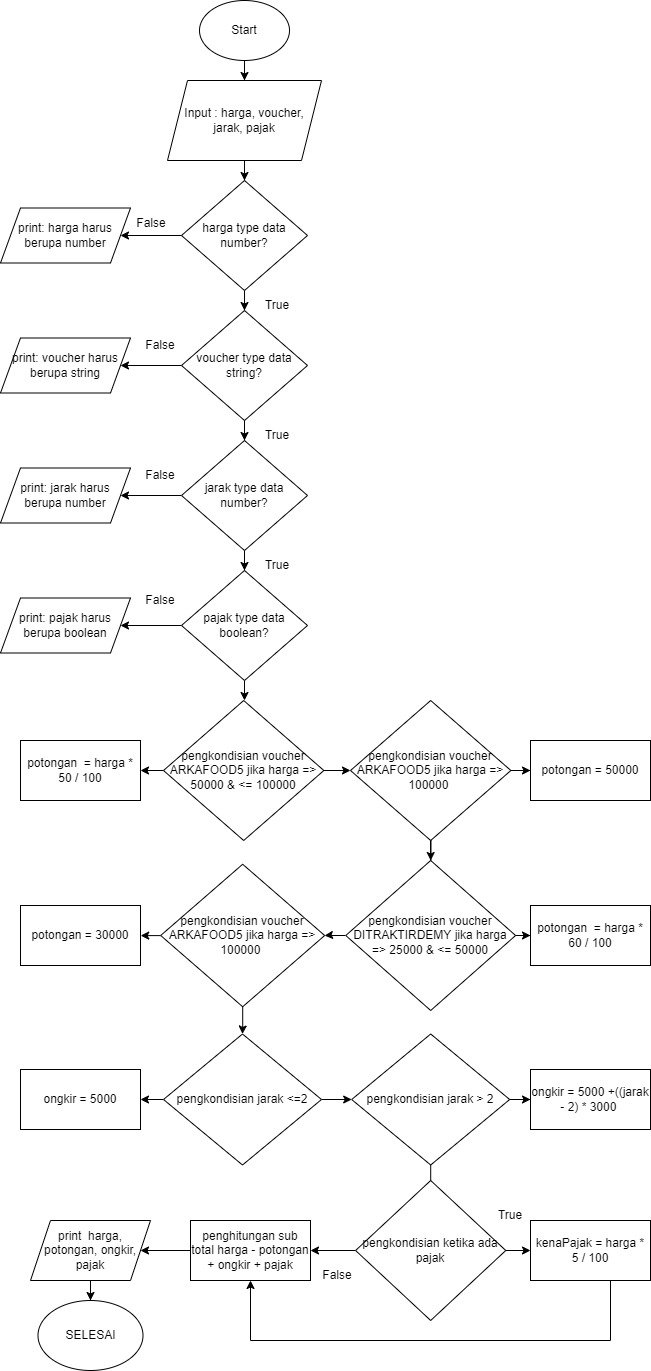 Start
Input : harga, voucher,
jarak, pajak
harga type data
number?
False
print: harga harus
berupa number
True
voucher type data
string?
False
print: voucher harus
berupa string
True
jarak type data
number?
False
print: jarak harus
berupa number
True
pajak type data
boolean?
False
print: pajak harus
berupa boolean
potongan  = harga *
50 / 100
pengkondisian voucher
ARKAFOOD5 jika harga =>
50000 & <= 100000
pengkondisian voucher
ARKAFOOD5 jika harga =>
100000
potongan = 50000
potongan = 30000
pengkondisian voucher
ARKAFOOD5 jika harga =>
100000
pengkondisian voucher
DITRAKTIRDEMY jika harga
=> 25000 & <= 50000
potongan  = harga *
60 / 100
ongkir = 5000
pengkondisian jarak <=2
pengkondisian jarak > 2
ongkir = 5000 +((jarak
- 2) * 3000
print  harga,
potongan, ongkir,
pajak
penghitungan sub
total harga - potongan
+ ongkir + pajak
False
pengkondisian ketika ada
pajak
True
kenaPajak = harga *
5 / 100
SELESAI